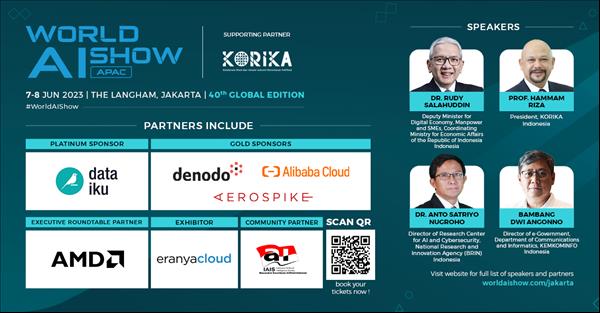 WORLD
AI SHOW
APAC
SUPPORTING PARTNER
KORIKA
7-8 JUN 2023 | THE LANGHAM, JAKARTA | 40th GLOBAL EDITION
#WorldAIShow
PARTNERS INCLUDE
PLATINUM SPONSOR
GOLD SPONSORS
data
iku
denodo
Alibaba Cloud
AEROSPIKE
EXECUTIVE ROUNDTABLE PARTNER
EXHIBITOR
COMMUNITY PARTNER
SCAN QR
AMD
eranyacloud
IAIS
book your
tickets now !
SPEAKERS
DR. RUDY
SALAHUDDIN
Deputy Minister for
Digital Economy, Manpower
and SMEs, Coordinating
Ministry for Economic Affairs
of the Republic of Indonesia
Indonesia
PROF. HAMMAM
RIZA
President, KORIKA
Indonesia
DR. ANTO SATRIYO
NUGROHO
Director of Research Center
for AI and Cybersecurity,
National Research and
Innovation Agency (BRIN)
Indonesia
BAMBANG
DWI ANGGONO
Director of e-Government,
Department of Communications
and Informatics, KEMKOMINFO
Indonesia
Visit website for full list of speakers and partners
worldaishow.com/jakarta